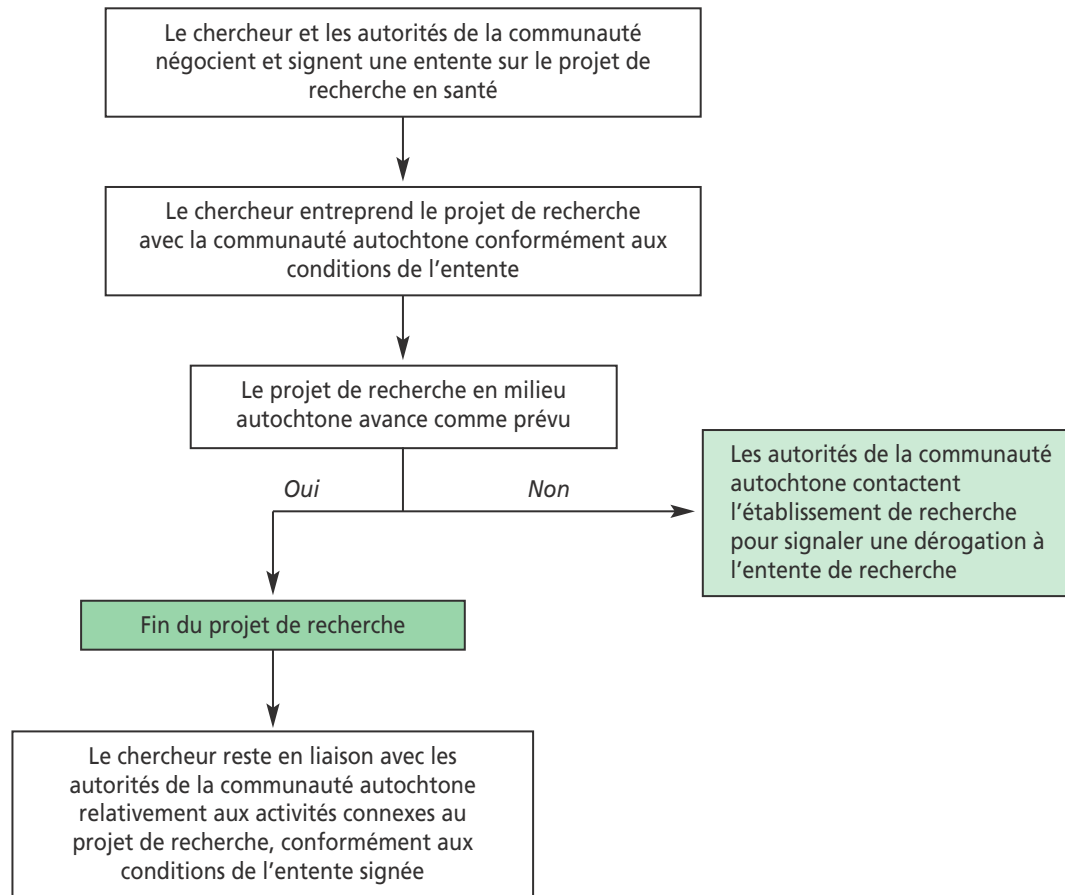 Le chercheur et les autorités de la communauté
négocient et signent une entente sur le projet de
recherche en santé
Le chercheur entreprend le projet de recherche
avec la communauté autochtone conformément aux
conditions de l'entente
Le projet de recherche en milieu
autochtone avance comme prévu
Oui
Non
Les autorités de la communauté
autochtone contactent
l'établissement de recherche
pour signaler une dérogation à
l'entente de recherche
Fin du projet de recherche
Le chercheur reste en liaison avec les
autorités de la communauté autochtone
relativement aux activités connexes au
projet de recherche, conformément aux
conditions de l'entente signée